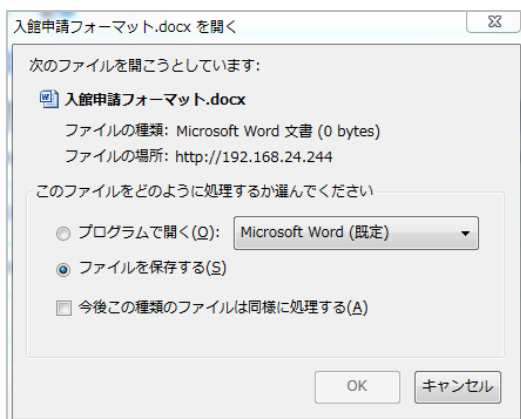 入館申請フォーマット.docx を開く
次のファイルを開こうとしています:
入館申請フォーマット.docx
ファイルの種類: Microsoft Word 文書 (0 bytes)
ファイルの場所: http://192.168.24.244
このファイルをどのように処理するか選んでください
プログラムで開く(O): Microsoft Word (既定)
ファイルを保存する(S)
今後この種類のファイルは同様に処理する(A)
OK キャンセル